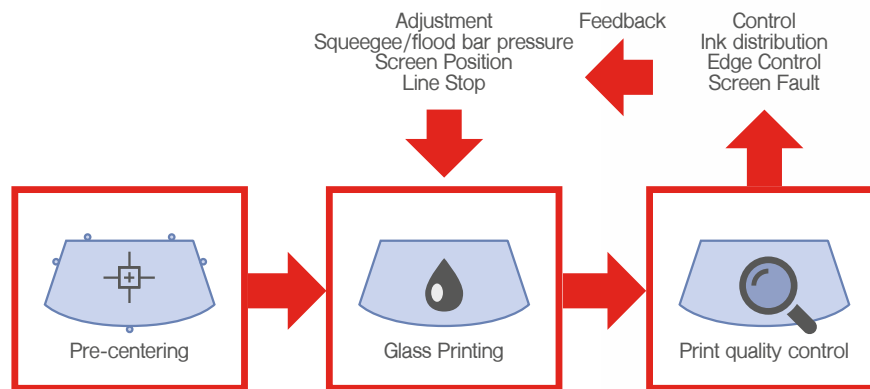 Adjustment
Squeegee/flood bar pressure
Screen Position
Line Stop
Feedback
Control
Ink distribution
Edge Control
Screen Fault
Pre-centering
Glass Printing
Print quality control